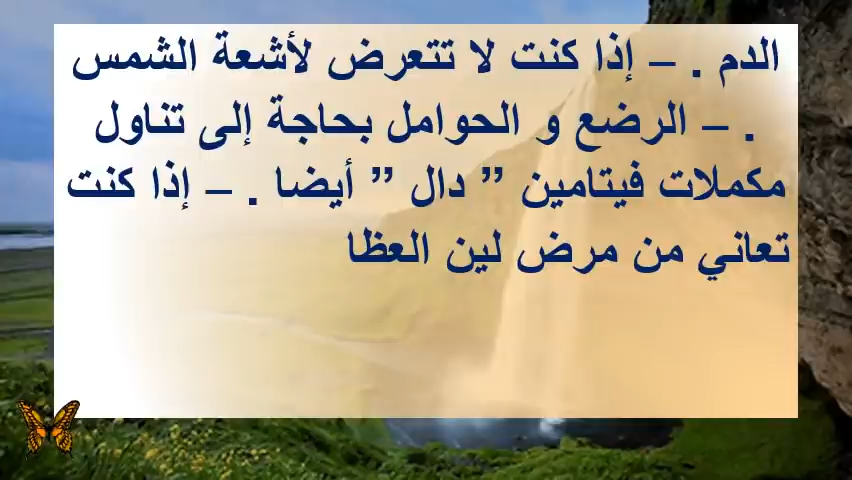 الدم . – إذا كنت لا تتعرض لأشعة الشمس
. – الرضع و الحوامل بحاجة إلى تناول
مكملات فيتامين ” دال ” أيضا . – إذا كنت
تعاني من مرض لين العظا